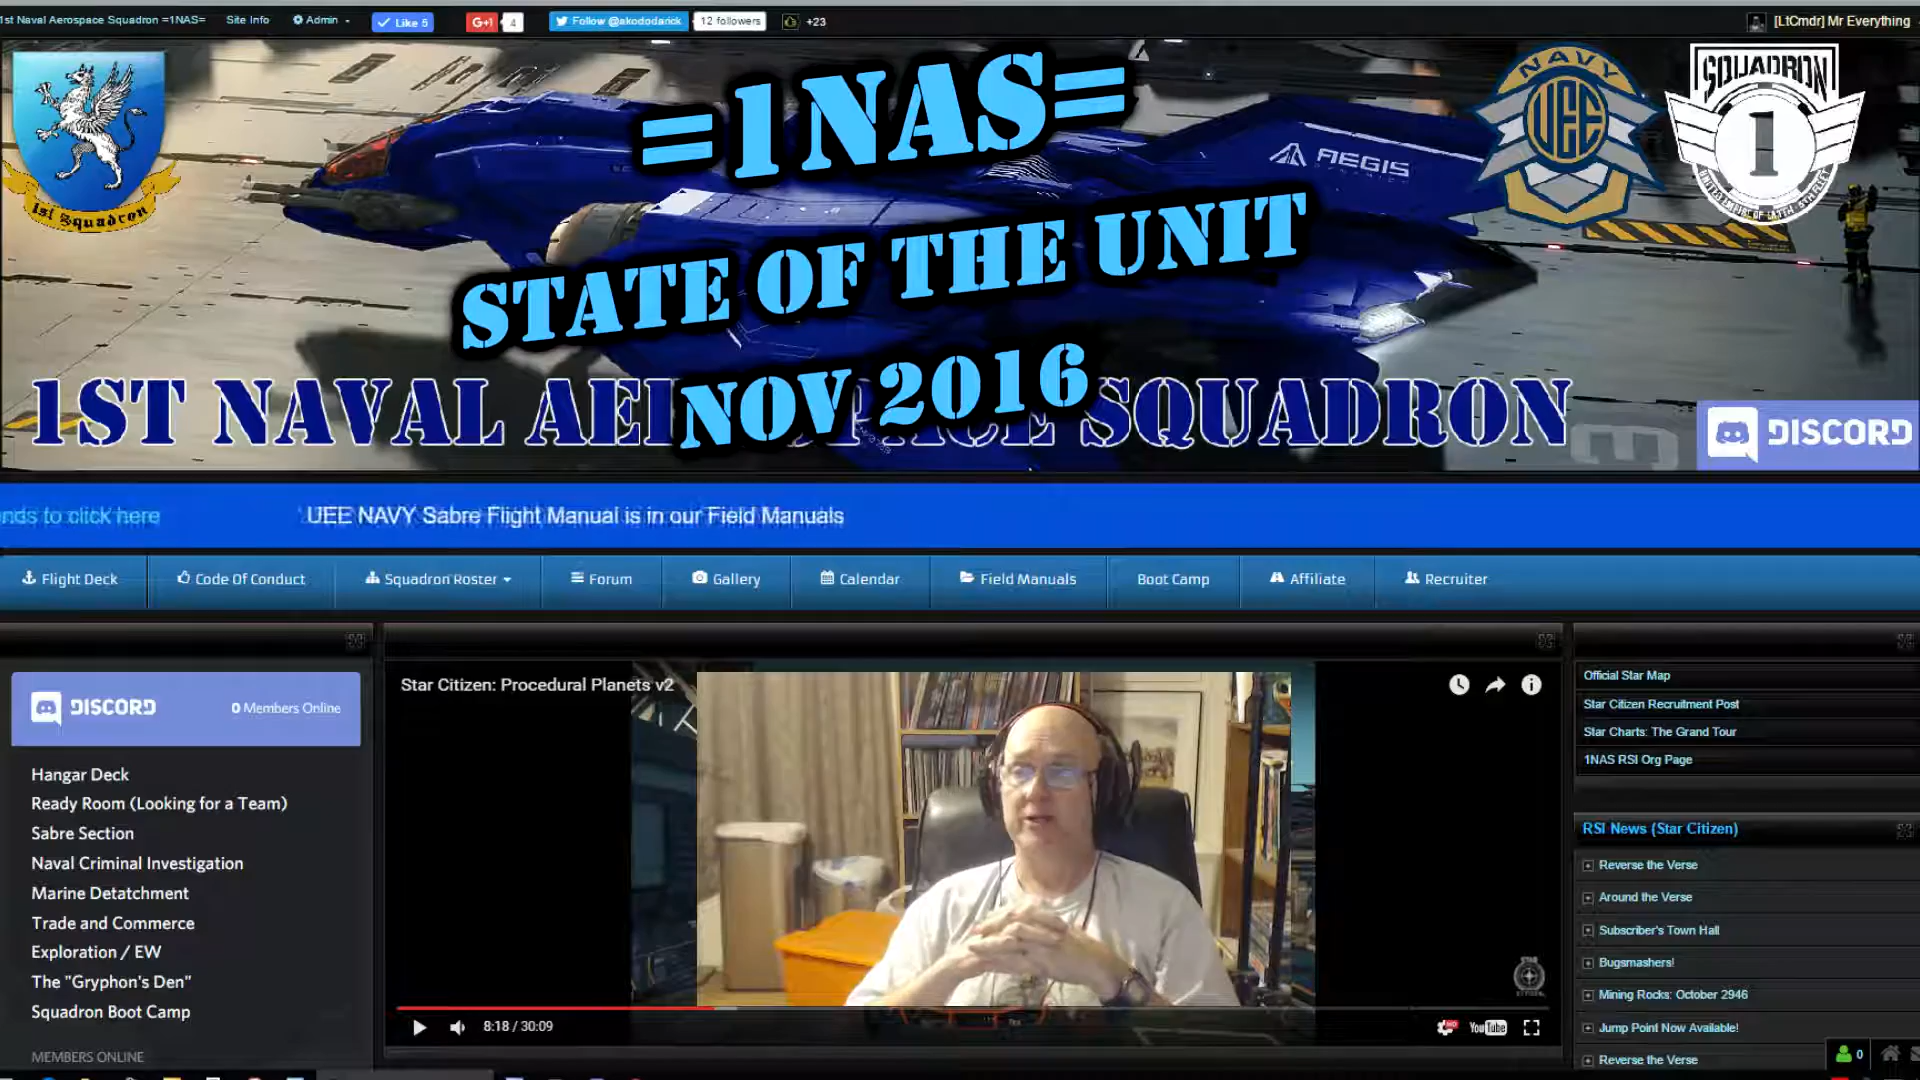 1st Naval Aerospace Squadron =1NAS=
Site Info
Admin
Like 5
G+1
4
Follow @akododarick
12 followers
+23
[LtCmdr] Mr Everything
=1NAS=
STATE OF THE UNIT
NOV 2016
1st Squadron
AEGIS
NAVY
UEE
SQUADRON
1
1ST NAVAL AE
SQUADRON
DISCORD
nds to click here
UEE NAVY Sabre Flight Manual is in our Field Manuals
Flight Deck
Code Of Conduct
Squadron Roster
Forum
Gallery
Calendar
Field Manuals
Boot Camp
Affiliate
Recruiter
DISCORD
0 Members Online
Hangar Deck
Ready Room (Looking for a Team)
Sabre Section
Naval Criminal Investigation
Marine Detatchment
Trade and Commerce
Exploration / EW
The "Gryphon's Den"
Squadron Boot Camp
MEMBERS ONLINE
Star Citizen: Procedural Planets v2
8:18 / 30:09
YouTube
Official Star Map
Star Citizen Recruitment Post
Star Charts: The Grand Tour
1NAS RSI Org Page
RSI News (Star Citizen)
Reverse the Verse
Around the Verse
Subscriber's Town Hall
Bugsmashers!
Mining Rocks: October 2946
Jump Point Now Available!
Reverse the Verse
0